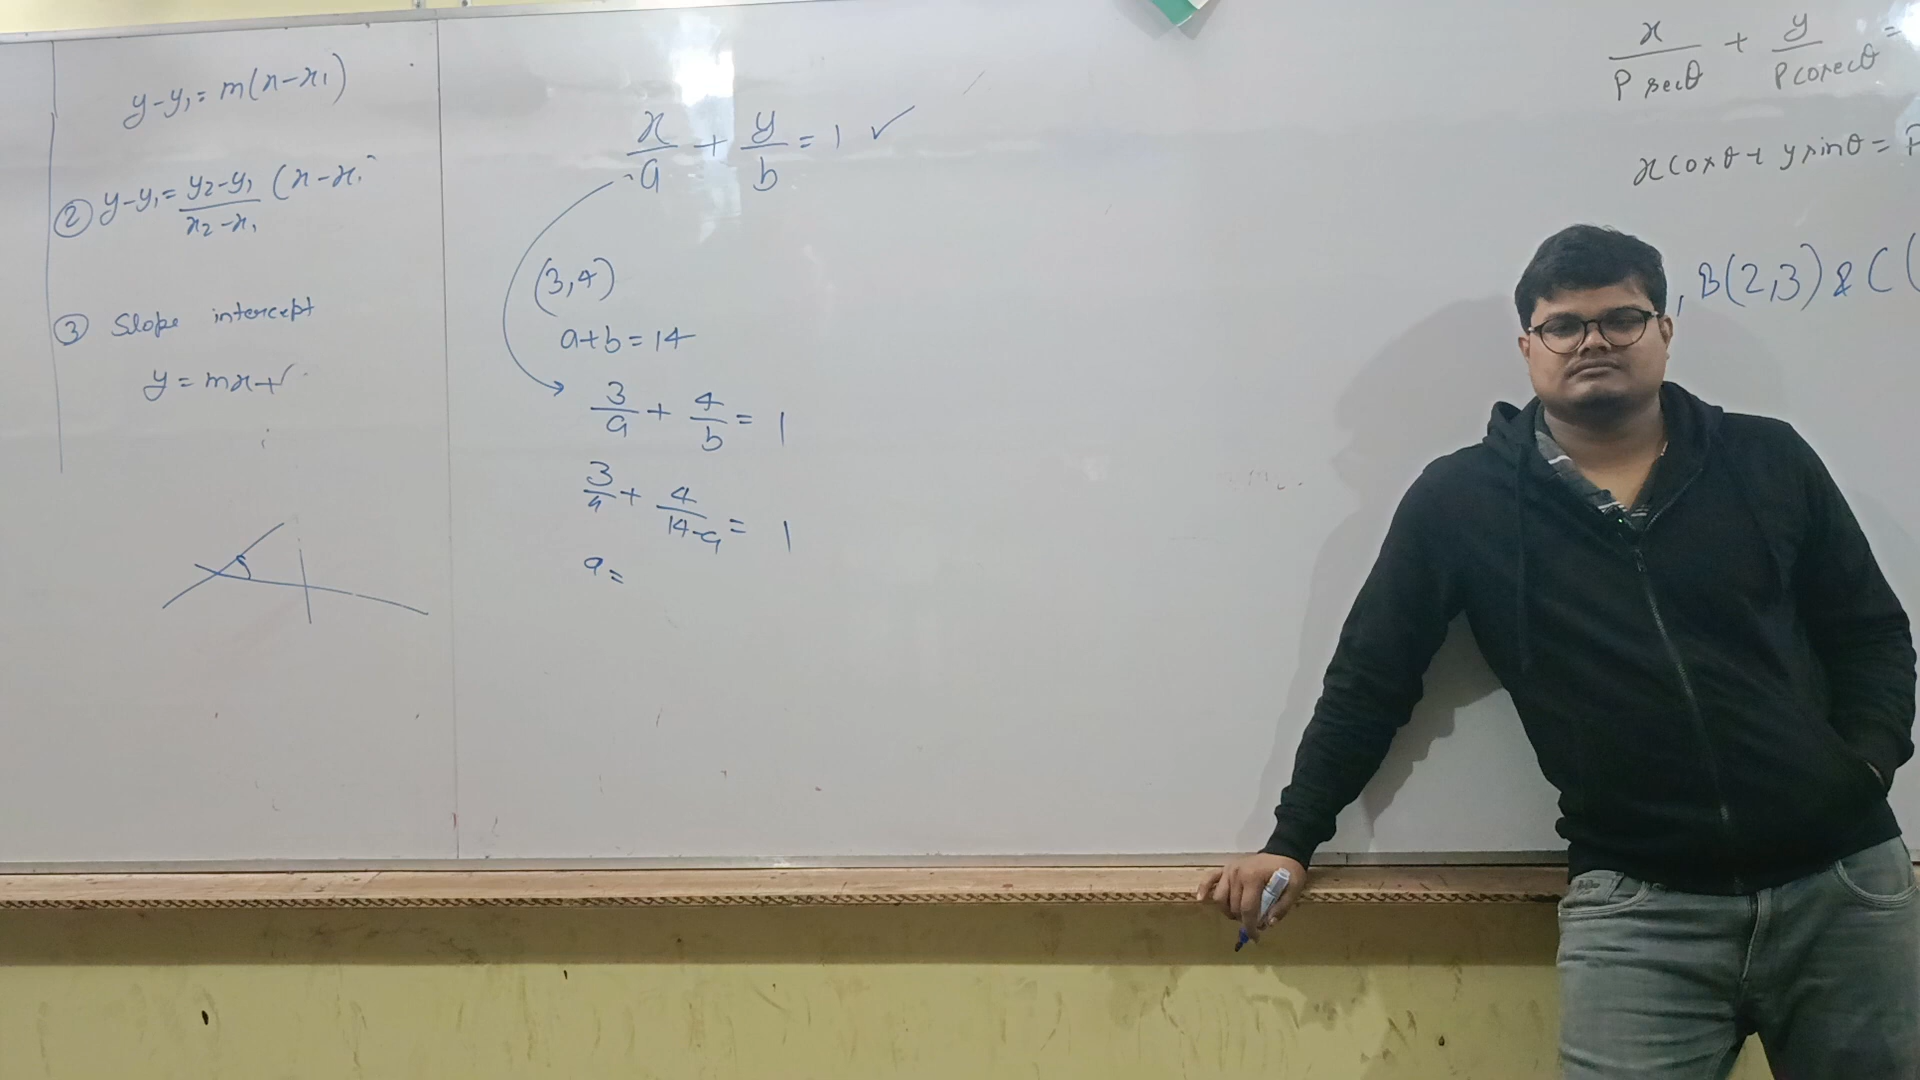 y-y₁ = m(x-x₁)
② y-y₁ = y₂-y₁ / x₂-x₁ (x-x₁
③ Slope intercept
y = mx+
x/a + y/b = 1 ✓
(3,4)
a+b = 14
3/a + 4/b = 1
3/a + 4/14-a = 1
a =
x/P secθ + y/P cosecθ =
x cosθ + y sinθ = P
, B(2,3) & C (